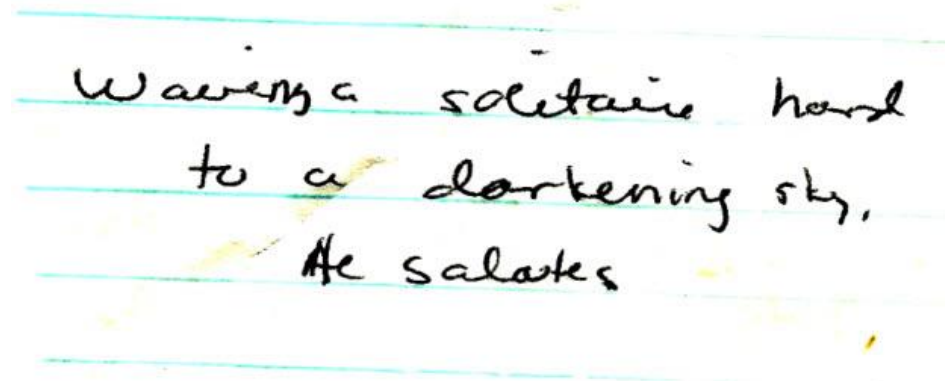 Waving a solitaire hand
to a darkening sky,
He salutes